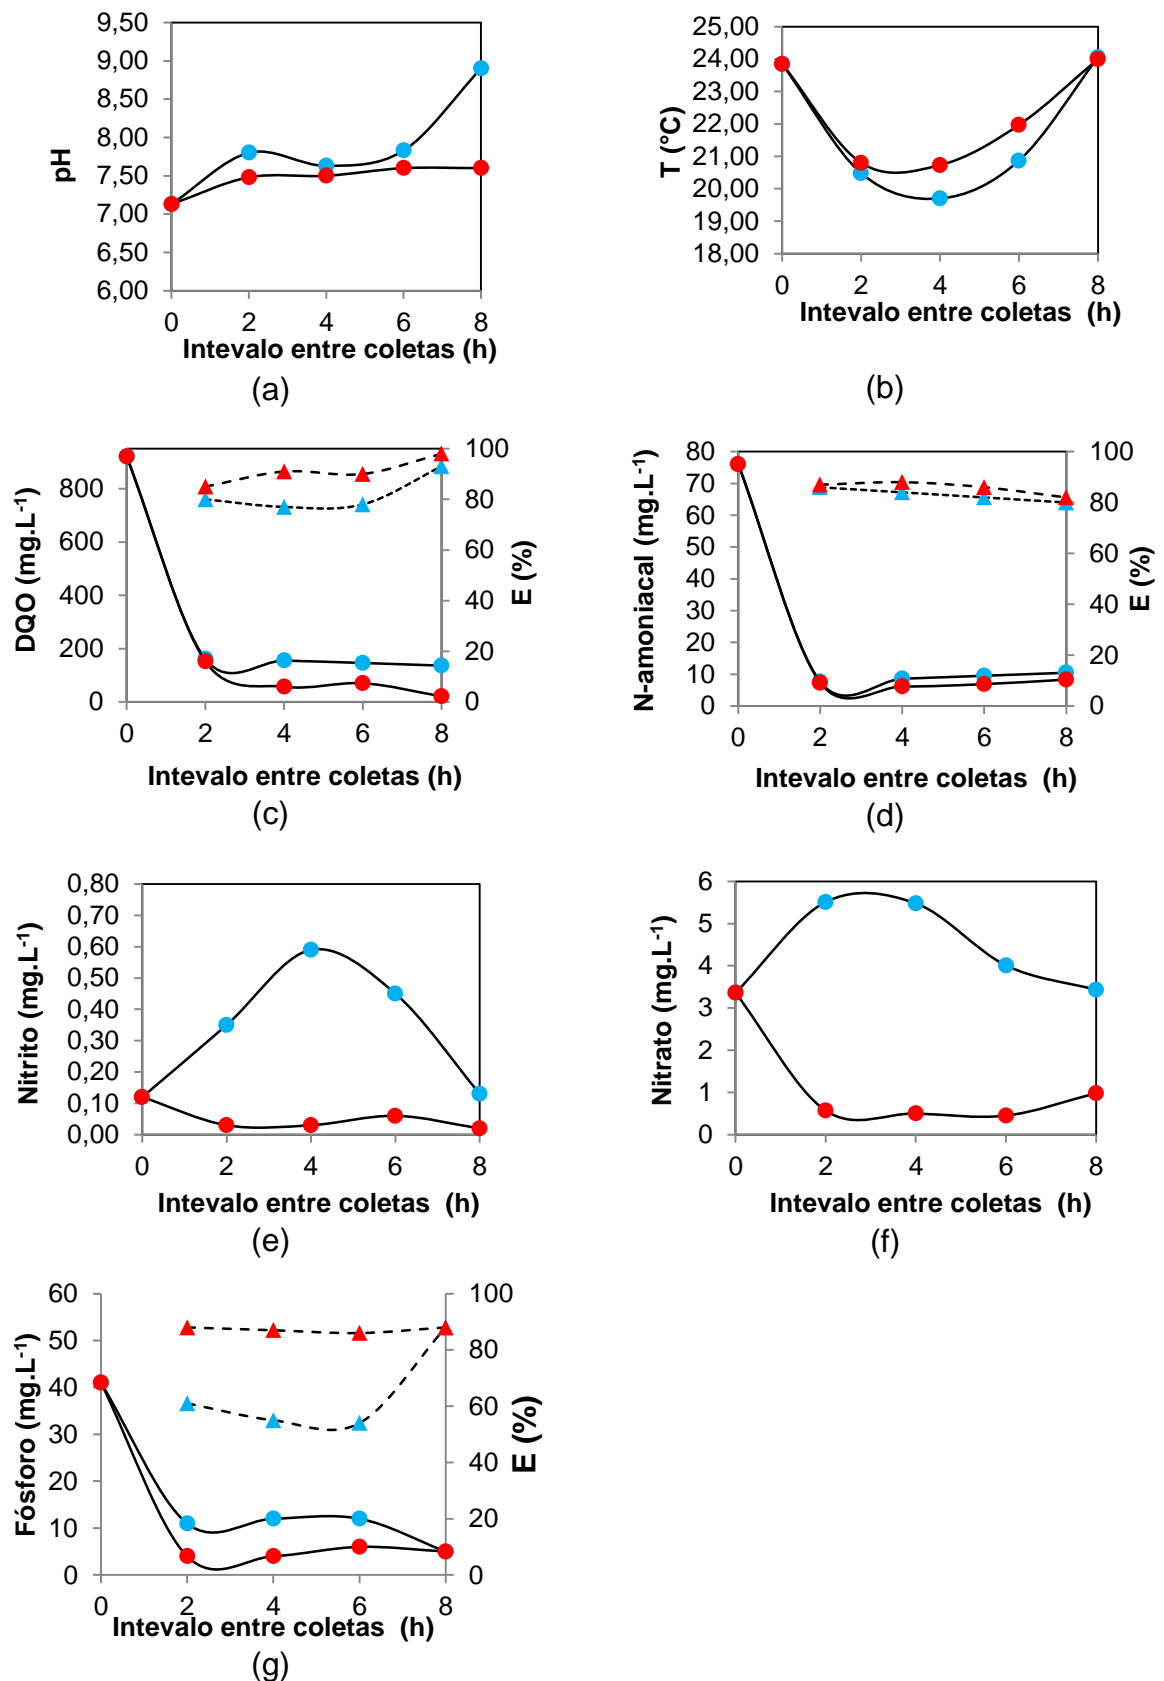 9,50
9,00
8,50
8,00
7,50
7,00
6,50
6,00
pH
0 2 4 6 8
Intevalo entre coletas (h)
(a)
25,00
24,00
23,00
22,00
21,00
20,00
19,00
18,00
T (°C)
0 2 4 6 8
Intevalo entre coletas (h)
(b)
800
600
400
200
0
DQO (mg.L-1)
100
80
60
40
20
0
E (%)
0 2 4 6 8
Intevalo entre coletas (h)
(c)
80
70
60
50
40
30
20
10
0
N-amoniacal (mg.L-1)
100
80
60
40
20
0
E (%)
0 2 4 6 8
Intevalo entre coletas (h)
(d)
0,80
0,70
0,60
0,50
0,40
0,30
0,20
0,10
0,00
Nitrito (mg.L-1)
0 2 4 6 8
Intevalo entre coletas (h)
(e)
6
5
4
3
2
1
0
Nitrato (mg.L-1)
0 2 4 6 8
Intevalo entre coletas (h)
(f)
60
50
40
30
20
10
0
Fósforo (mg.L-1)
100
80
60
40
20
0
E (%)
0 2 4 6 8
Intevalo entre coletas (h)
(g)